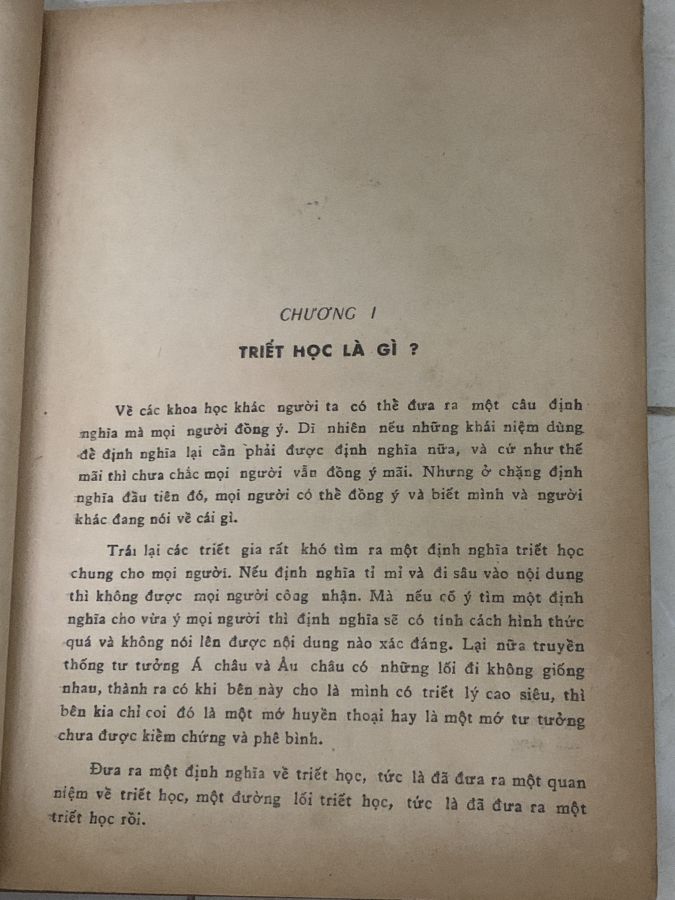 CHƯƠNG I
TRIẾT HỌC LÀ GÌ ?
Về các khoa học khác người ta có thể đưa ra một câu định
nghĩa mà mọi người đồng ý. Dĩ nhiên nếu những khái niệm dùng
để định nghĩa lại cần phải được định nghĩa nữa, và cứ như thế
mãi thì chưa chắc mọi người vẫn đồng ý mãi. Nhưng ở chặng định
nghĩa đầu tiên đó, mọi người có thể đồng ý và biết mình và người
khác đang nói về cái gì.
Trái lại các triết gia rất khó tìm ra một định nghĩa triết học
chung cho mọi người. Nếu định nghĩa tỉ mỉ và đi sâu vào nội dung
thì không được mọi người công nhận. Mà nếu cố ý tìm một định
nghĩa cho vừa ý mọi người thì định nghĩa sẽ có tính cách hình thức
quá và không nói lên được nội dung nào xác đáng. Lại nữa truyền
thống tư tưởng Á châu và Âu châu có những lối đi không giống
nhau, thành ra có khi bên này cho là mình có triết lý cao siêu, thì
bên kia chỉ coi đó là một mớ huyền thoại hay là một mớ tư tưởng
chưa được kiểm chứng và phê bình.
Đưa ra một định nghĩa về triết học, tức là đã đưa ra một quan
niệm về triết học, một đường lối triết học, tức là đã đưa ra một
triết học rồi.